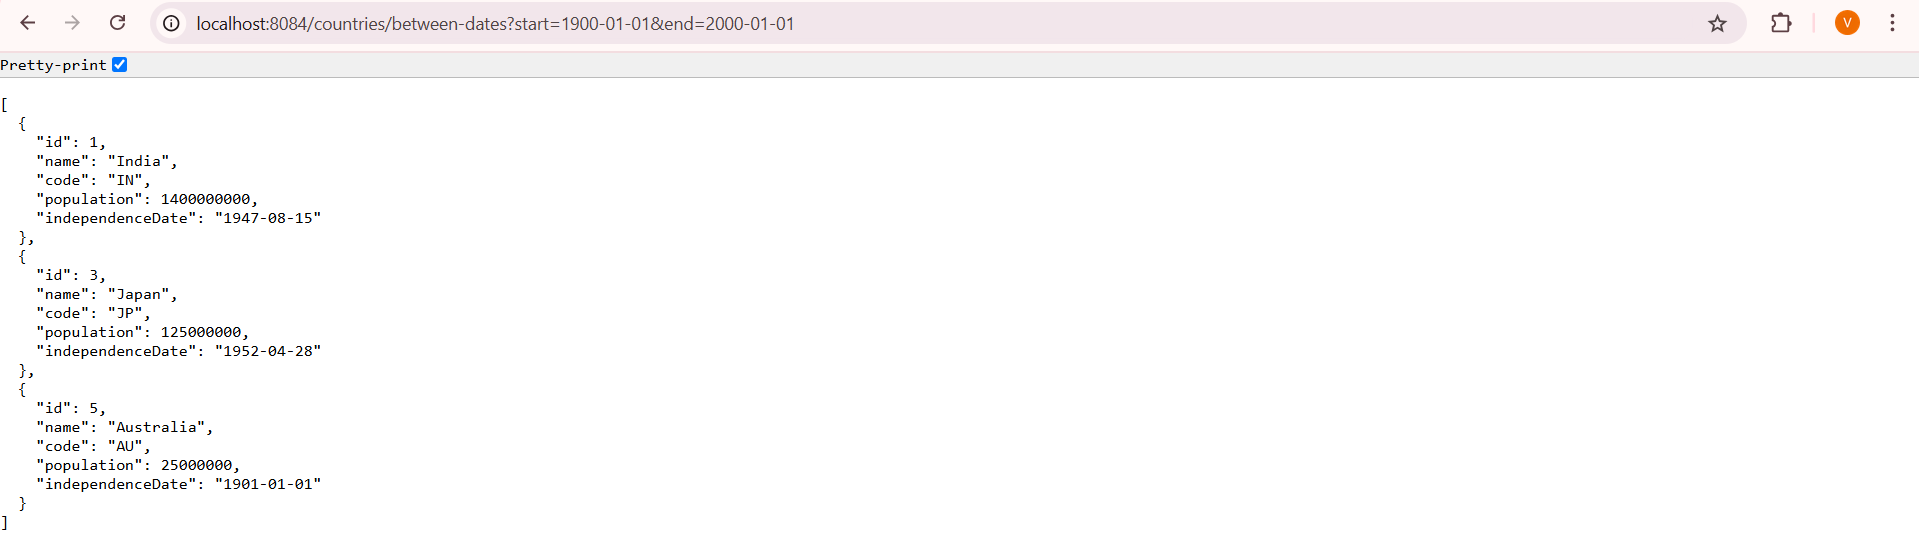 localhost:8084/countries/between-dates?start=1900-01-01&end=2000-01-01
V
Pretty-print
[
  {
    "id": 1,
    "name": "India",
    "code": "IN",
    "population": 1400000000,
    "independenceDate": "1947-08-15"
  },
  {
    "id": 3,
    "name": "Japan",
    "code": "JP",
    "population": 125000000,
    "independenceDate": "1952-04-28"
  },
  {
    "id": 5,
    "name": "Australia",
    "code": "AU",
    "population": 25000000,
    "independenceDate": "1901-01-01"
  }
]